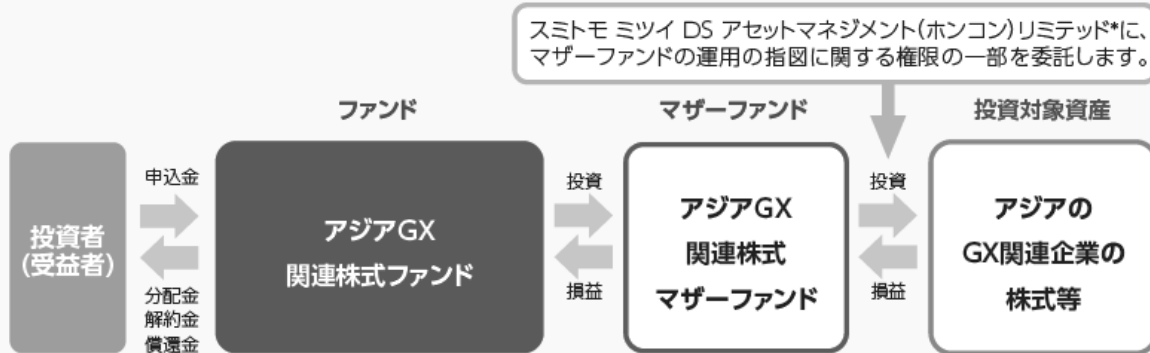 スミトモ ミツイ DS アセットマネジメント(ホンコン)リミテッド*に、
マザーファンドの運用の指図に関する権限の一部を委託します。
ファンド
マザーファンド
投資対象資産
投資者
(受益者)
申込金
分配金
解約金
償還金
アジアGX
関連株式ファンド
投資
損益
アジアGX
関連株式
マザーファンド
投資
損益
アジアの
GX関連企業の
株式等